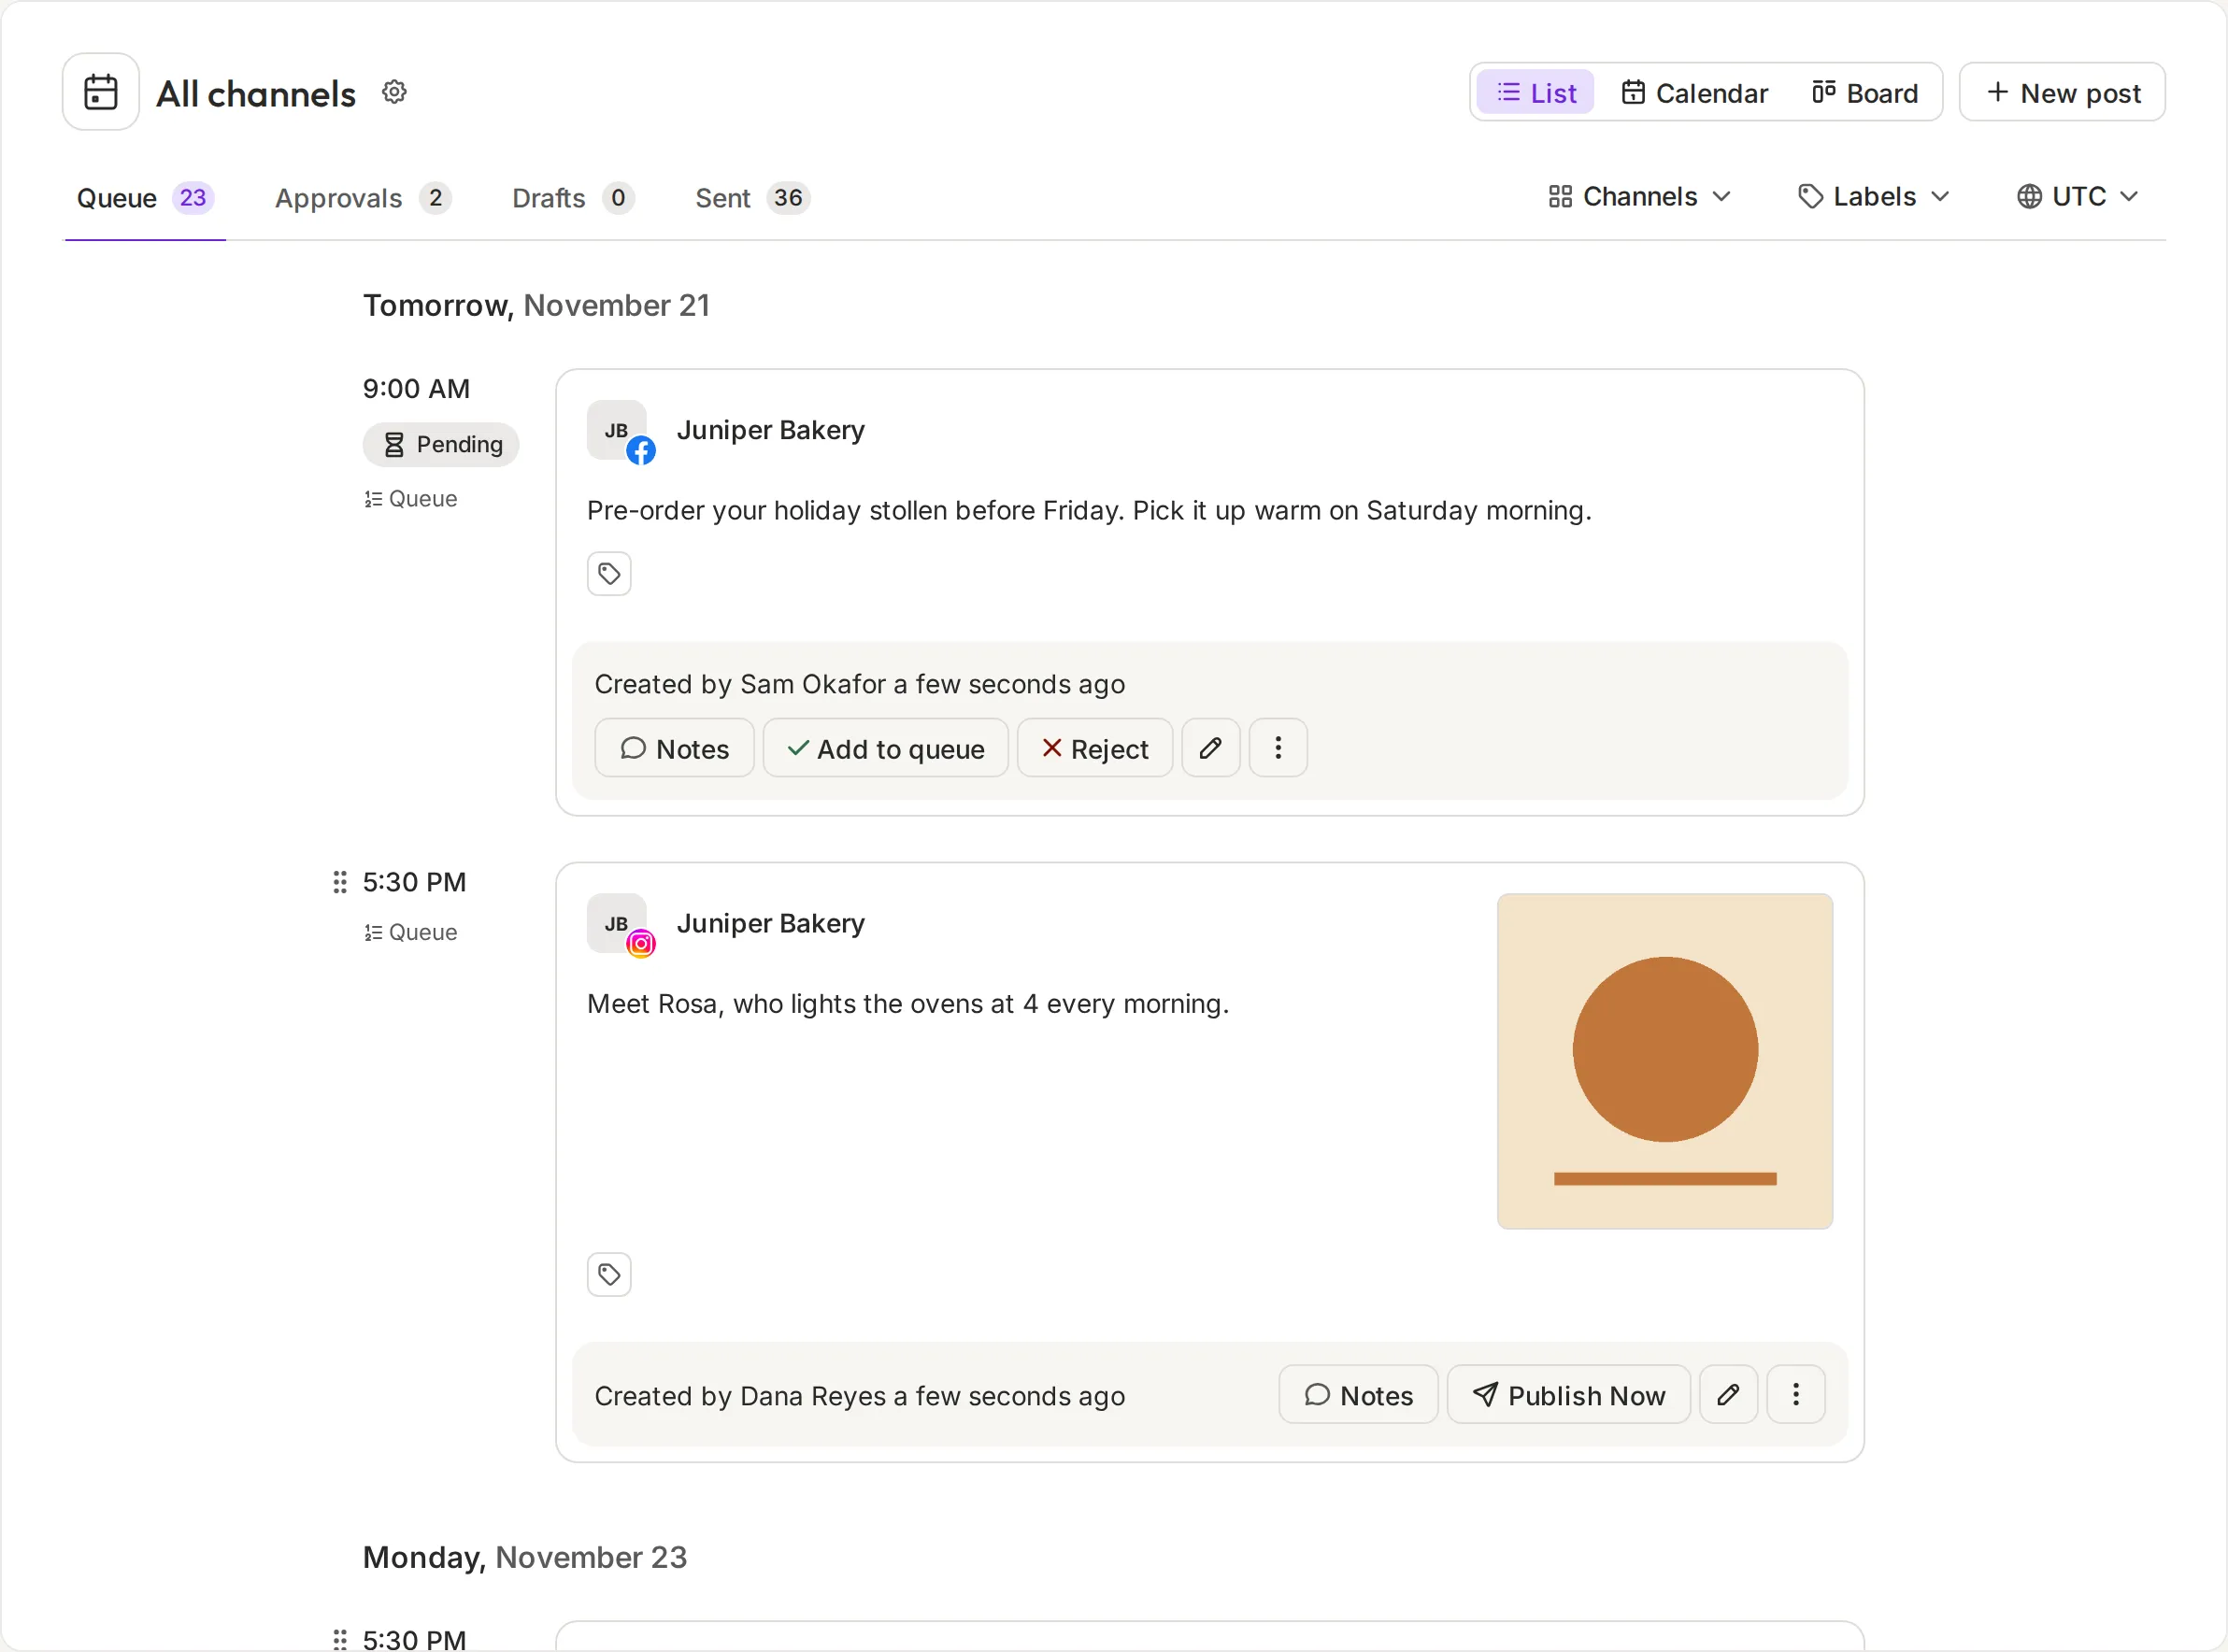 All channels
List
Calendar
Board
New post
Queue 23
Approvals 2
Drafts 0
Sent 36
Channels
Labels
UTC
Tomorrow, November 21
9:00 AM
Pending
Queue
JB
Juniper Bakery
Pre-order your holiday stollen before Friday. Pick it up warm on Saturday morning.
Created by Sam Okafor a few seconds ago
Notes
Add to queue
Reject
5:30 PM
Queue
JB
Juniper Bakery
Meet Rosa, who lights the ovens at 4 every morning.
Created by Dana Reyes a few seconds ago
Notes
Publish Now
Monday, November 23
5:30 PM